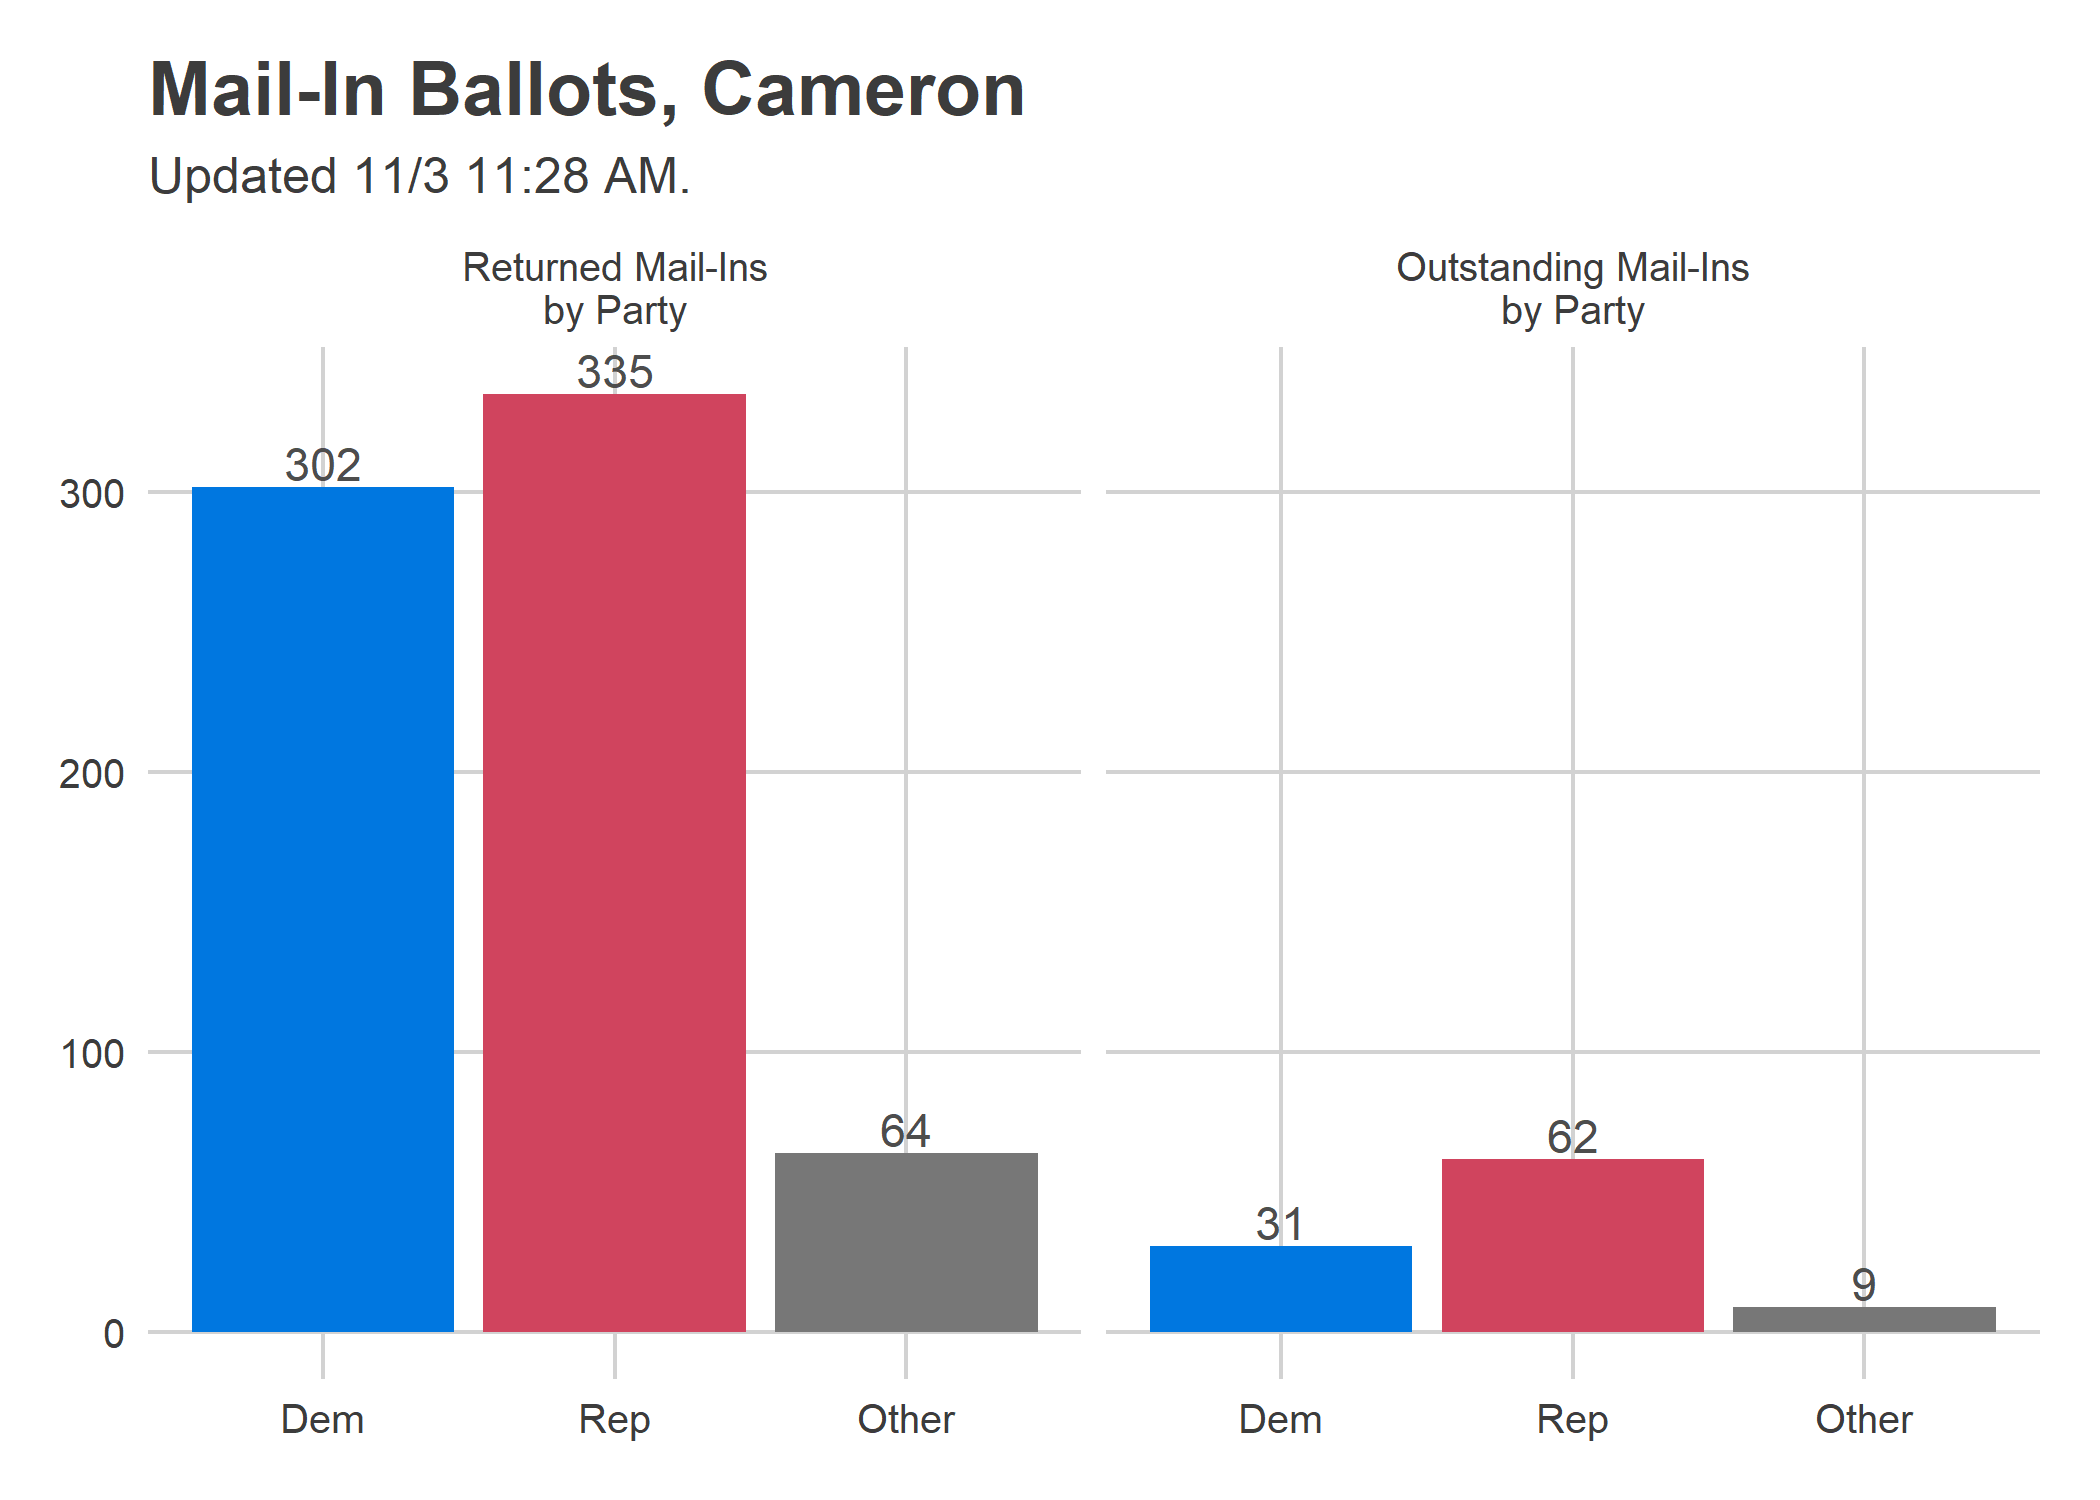 Mail-In Ballots, Cameron
Updated 11/3 11:28 AM.
Returned Mail-Ins
by Party
Outstanding Mail-Ins
by Party
335
302
300
200
100
64
62
31
9
0
Dem
Rep
Other
Dem
Rep
Other